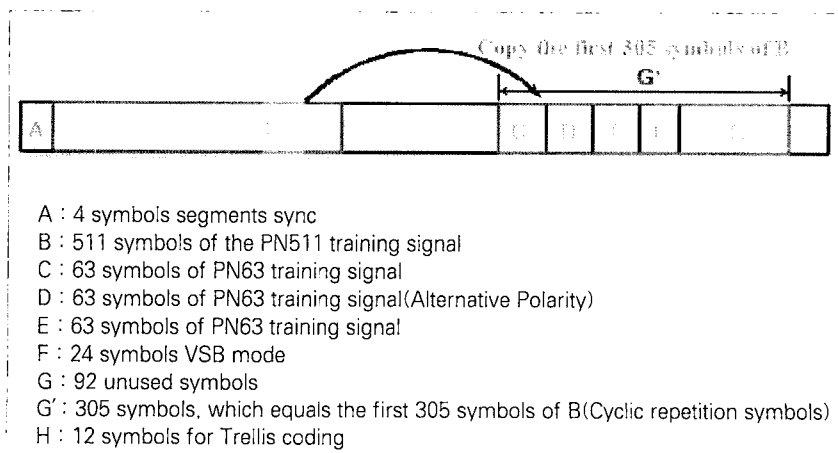 Copy the first 305 symbols of B
G'
A D
A : 4 symbols segments sync
B : 511 symbols of the PN511 training signal
C : 63 symbols of PN63 training signal
D : 63 symbols of PN63 training signal(Alternative Polarity)
E : 63 symbols of PN63 training signal
F : 24 symbols VSB mode
G : 92 unused symbols
G' : 305 symbols, which equals the first 305 symbols of B(Cyclic repetition symbols)
H : 12 symbols for Treilis coding